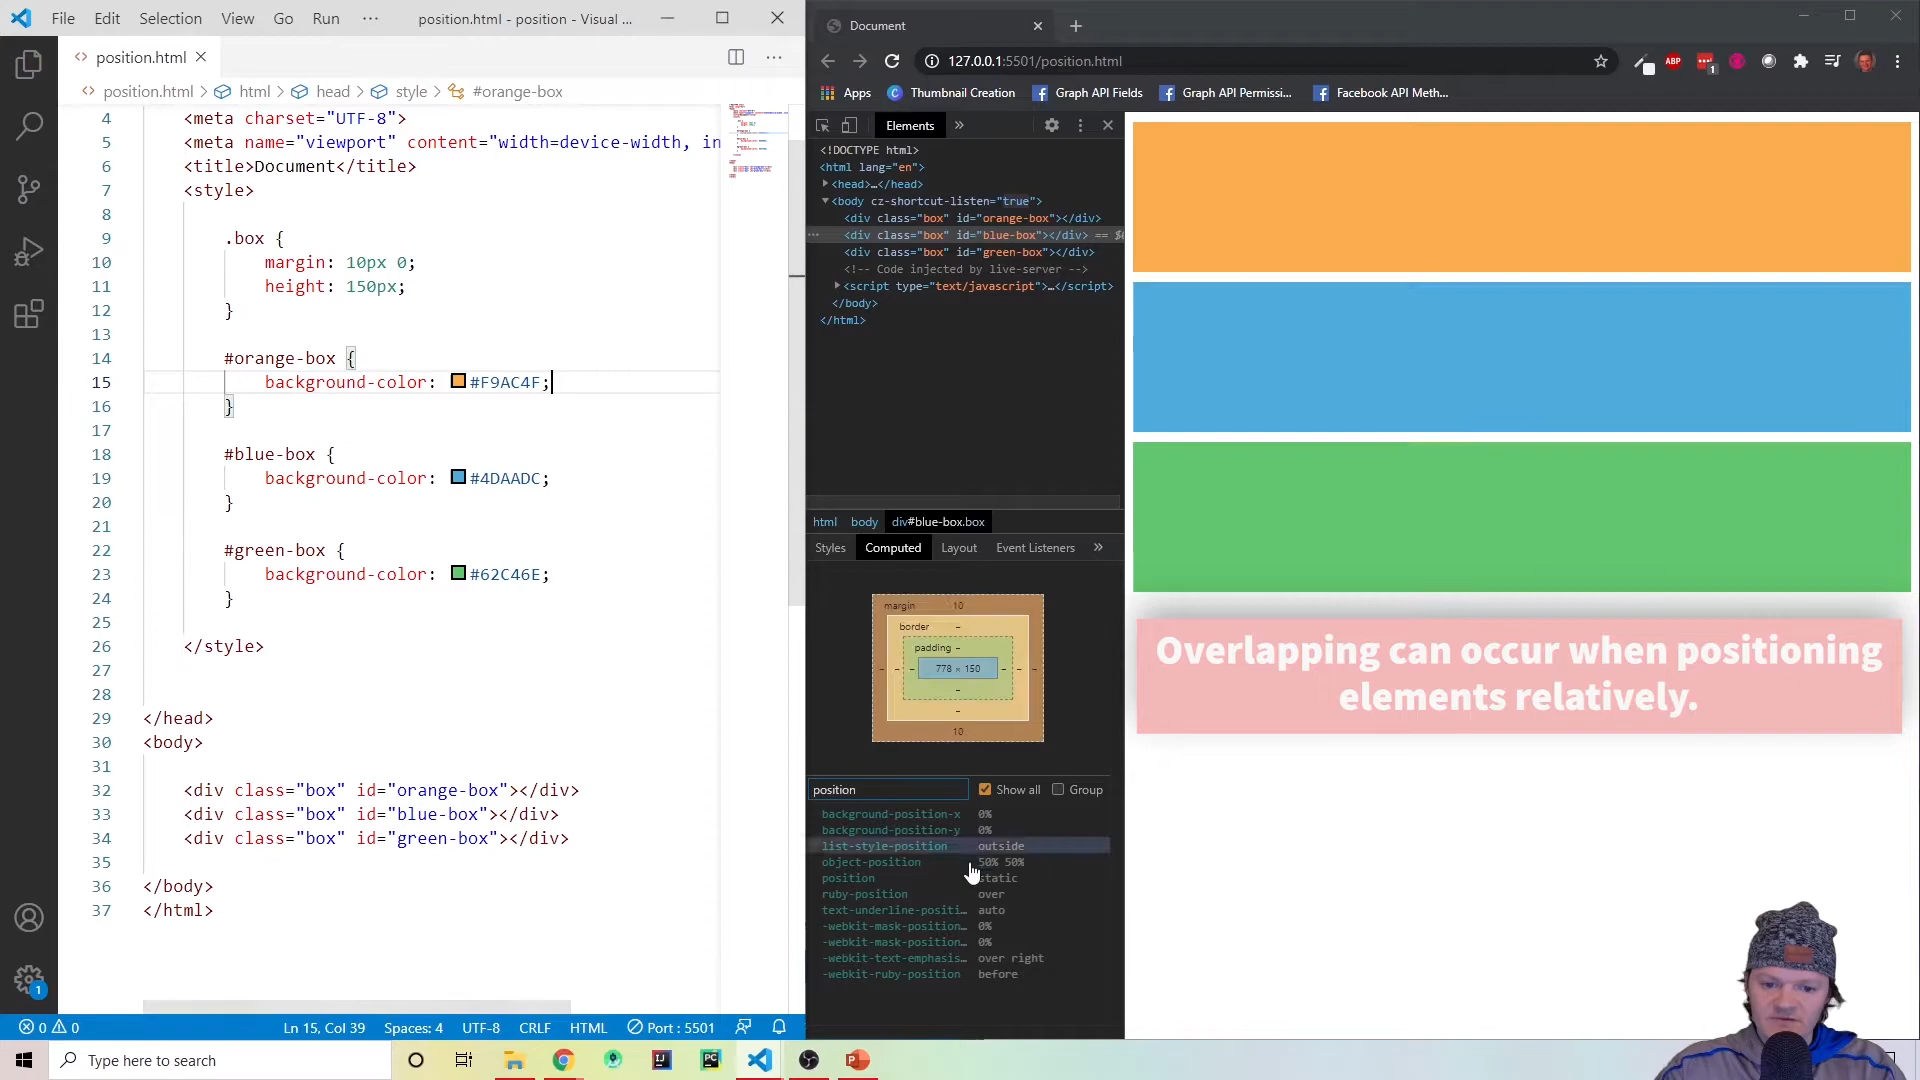 File Edit Selection View Go Run ··· position.html - position - Visual ...
position.html
position.html > html > head > style > #orange-box
4 <meta charset="UTF-8">
5 <meta name="viewport" content="width=device-width, in
6 <title>Document</title>
7 <style>
8
9 .box {
10 margin: 10px 0;
11 height: 150px;
12 }
13
14 #orange-box {
15 background-color: #F9AC4F;
16 }
17
18 #blue-box {
19 background-color: #4DAADC;
20 }
21
22 #green-box {
23 background-color: #62C46E;
24 }
25
26 </style>
27
28
29 </head>
30 <body>
31
32 <div class="box" id="orange-box"></div>
33 <div class="box" id="blue-box"></div>
34 <div class="box" id="green-box"></div>
35
36 </body>
37 </html>
1
0 0 Ln 15, Col 39 Spaces: 4 UTF-8 CRLF HTML Port : 5501
Type here to search
IJ PC P
Document
127.0.0.1:5501/position.html
ABP 1
Apps Thumbnail Creation Graph API Fields Graph API Permissi... Facebook API Meth...
Elements »
<!DOCTYPE html>
<html lang="en">
<head>…</head>
<body cz-shortcut-listen="true">
<div class="box" id="orange-box"></div>
··· <div class="box" id="blue-box"></div> == $0
<div class="box" id="green-box"></div>
<!-- Code injected by live-server -->
<script type="text/javascript">…</script>
</body>
</html>
html body div#blue-box.box
Styles Computed Layout Event Listeners »
margin 10
border –
padding –
– – – 778 × 150 – – –
–
–
10
position Show all Group
background-position-x 0%
background-position-y 0%
list-style-position outside
object-position 50% 50%
position static
ruby-position over
text-underline-positi… auto
-webkit-mask-position… 0%
-webkit-mask-position… 0%
-webkit-text-emphasis… over right
-webkit-ruby-position before
Overlapping can occur when positioning
elements relatively.